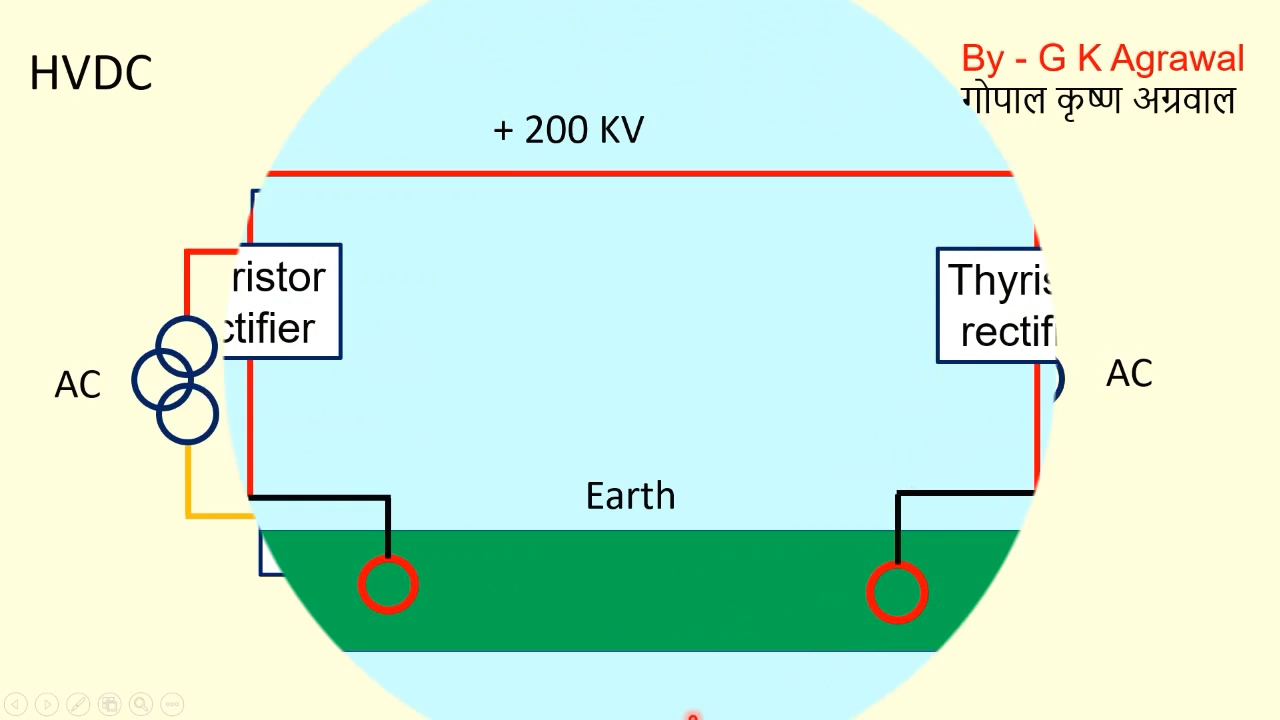 HVDC
By - G K Agrawal
गोपाल कृष्ण अग्रवाल
+ 200 KV
ristor
ctifier
Thyris
rectif
AC
AC
Earth